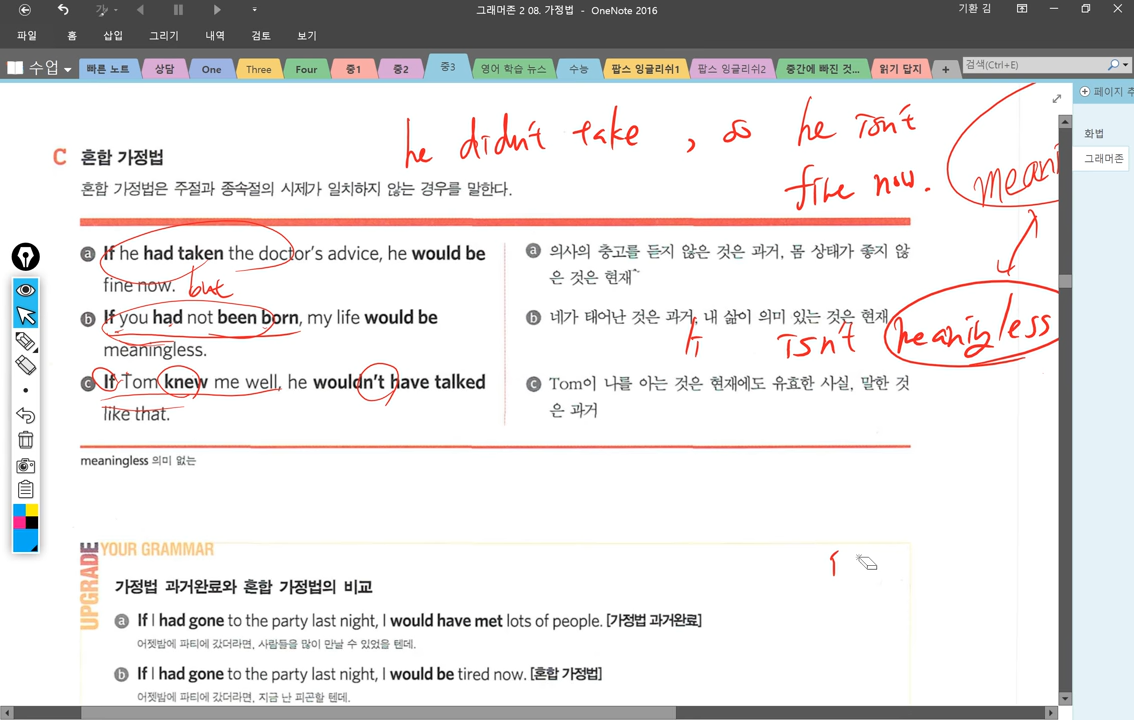 그래머존 2 08. 가정법 - OneNote 2016
기환 김
파일 홈 삽입 그리기 내역 검토 보기
수업 빠른 노트 상담 One Three Four 중1 중2 중3 영어 학습 뉴스 수능 팝스 잉글리쉬1 팝스 잉글리쉬2 중간에 빠진 것... 읽기 답지 + 검색(Ctrl+E)
페이지 추
화법
그래머존
he didn't take, so he isn't
fine now.
meani
C 혼합 가정법
혼합 가정법은 주절과 종속절의 시제가 일치하지 않는 경우를 말한다.
a If he had taken the doctor's advice, he would be
fine now.
but
b If you had not been born, my life would be
meaningless.
c If Tom knew me well, he wouldn't have talked
like that.
a 의사의 충고를 듣지 않은 것은 과거, 몸 상태가 좋지 않
은 것은 현재
b 네가 태어난 것은 과거, 내 삶이 의미 있는 것은 현재
isn't meaningless
c Tom이 나를 아는 것은 현재에도 유효한 사실, 말한 것
은 과거
meaningless 의미 없는
UPGRADE YOUR GRAMMAR
가정법 과거완료와 혼합 가정법의 비교
a If I had gone to the party last night, I would have met lots of people. [가정법 과거완료]
어젯밤에 파티에 갔더라면, 사람들을 많이 만날 수 있었을 텐데.
b If I had gone to the party last night, I would be tired now. [혼합 가정법]
어젯밤에 파티에 갔더라면, 지금 난 피곤할 텐데.